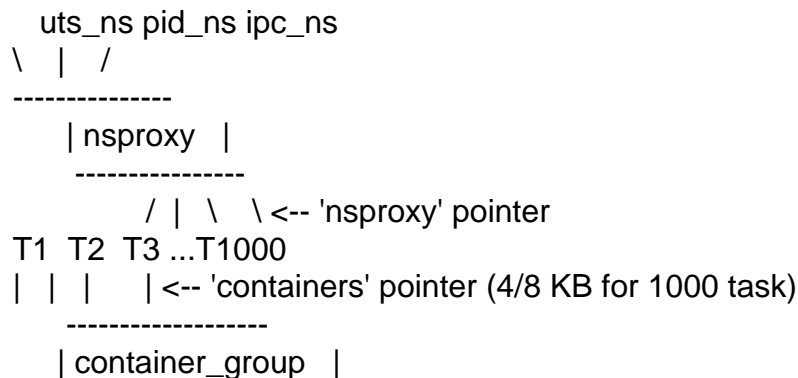 uts_ns pid_ns ipc_ns
\ | /
---------------
| nsproxy |
----------------
/ | \ \ <-- 'nsproxy' pointer
T1 T2 T3 ...T1000
| | | | <-- 'containers' pointer (4/8 KB for 1000 task)
-------------------
| container_group |